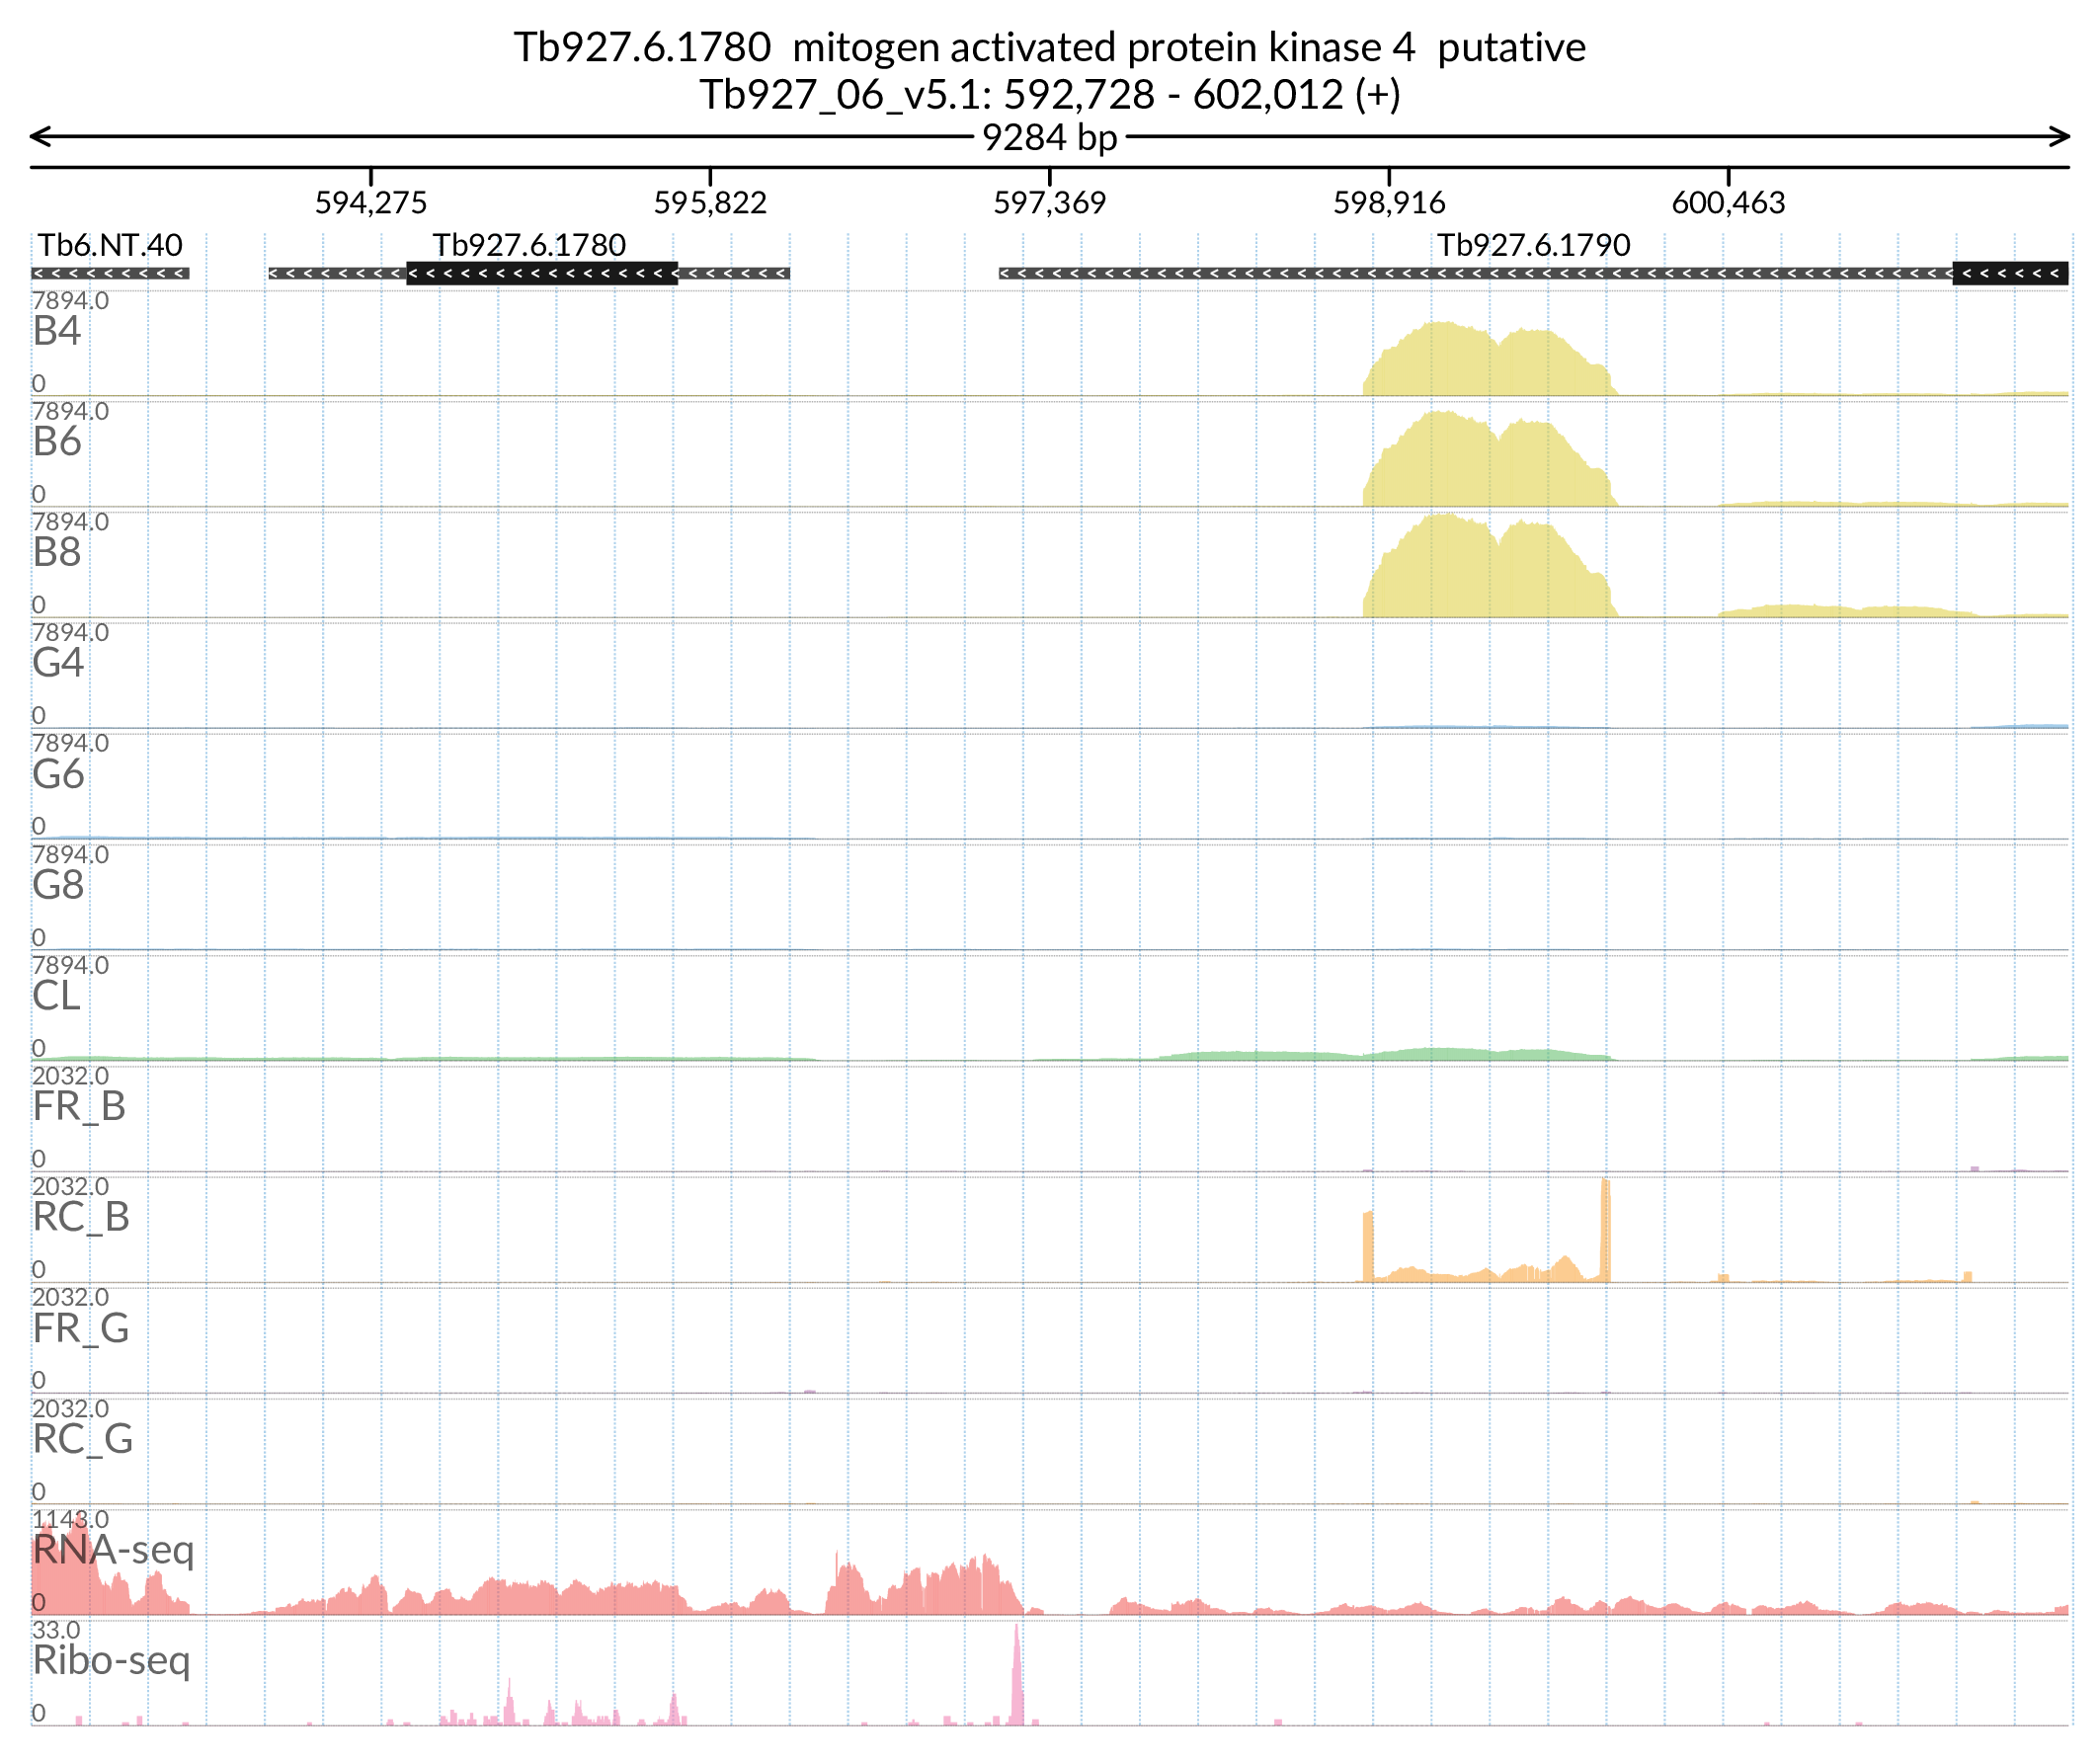 Tb927.6.1780 mitogen activated protein kinase 4 putative
Tb927_06_v5.1: 592,728 - 602,012 (+)
9284 bp
594,275 595,822 597,369 598,916 600,463
Tb6.NT.40 Tb927.6.1780 Tb927.6.1790
7894.0
B4
0
7894.0
B6
0
7894.0
B8
0
7894.0
G4
0
7894.0
G6
0
7894.0
G8
0
7894.0
CL
0
2032.0
FR_B
0
2032.0
RC_B
0
2032.0
FR_G
0
2032.0
RC_G
0
1143.0
RNA-seq
0
33.0
Ribo-seq
0